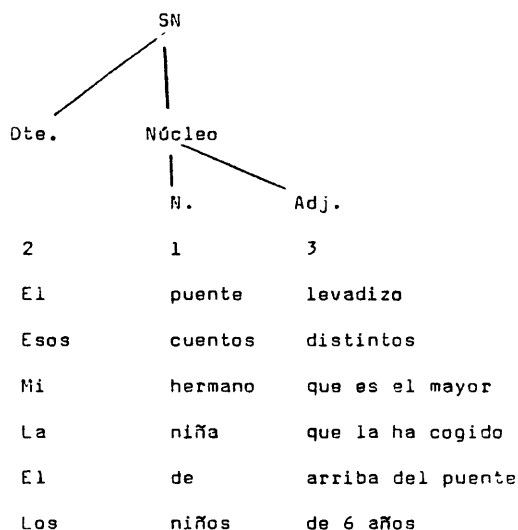 SN
Dte. Núcleo
N. Adj.
2 1 3
El puente levadizo
Esos cuentos distintos
Mi hermano que es el mayor
La niña que la ha cogido
El de arriba del puente
Los niños de 6 años